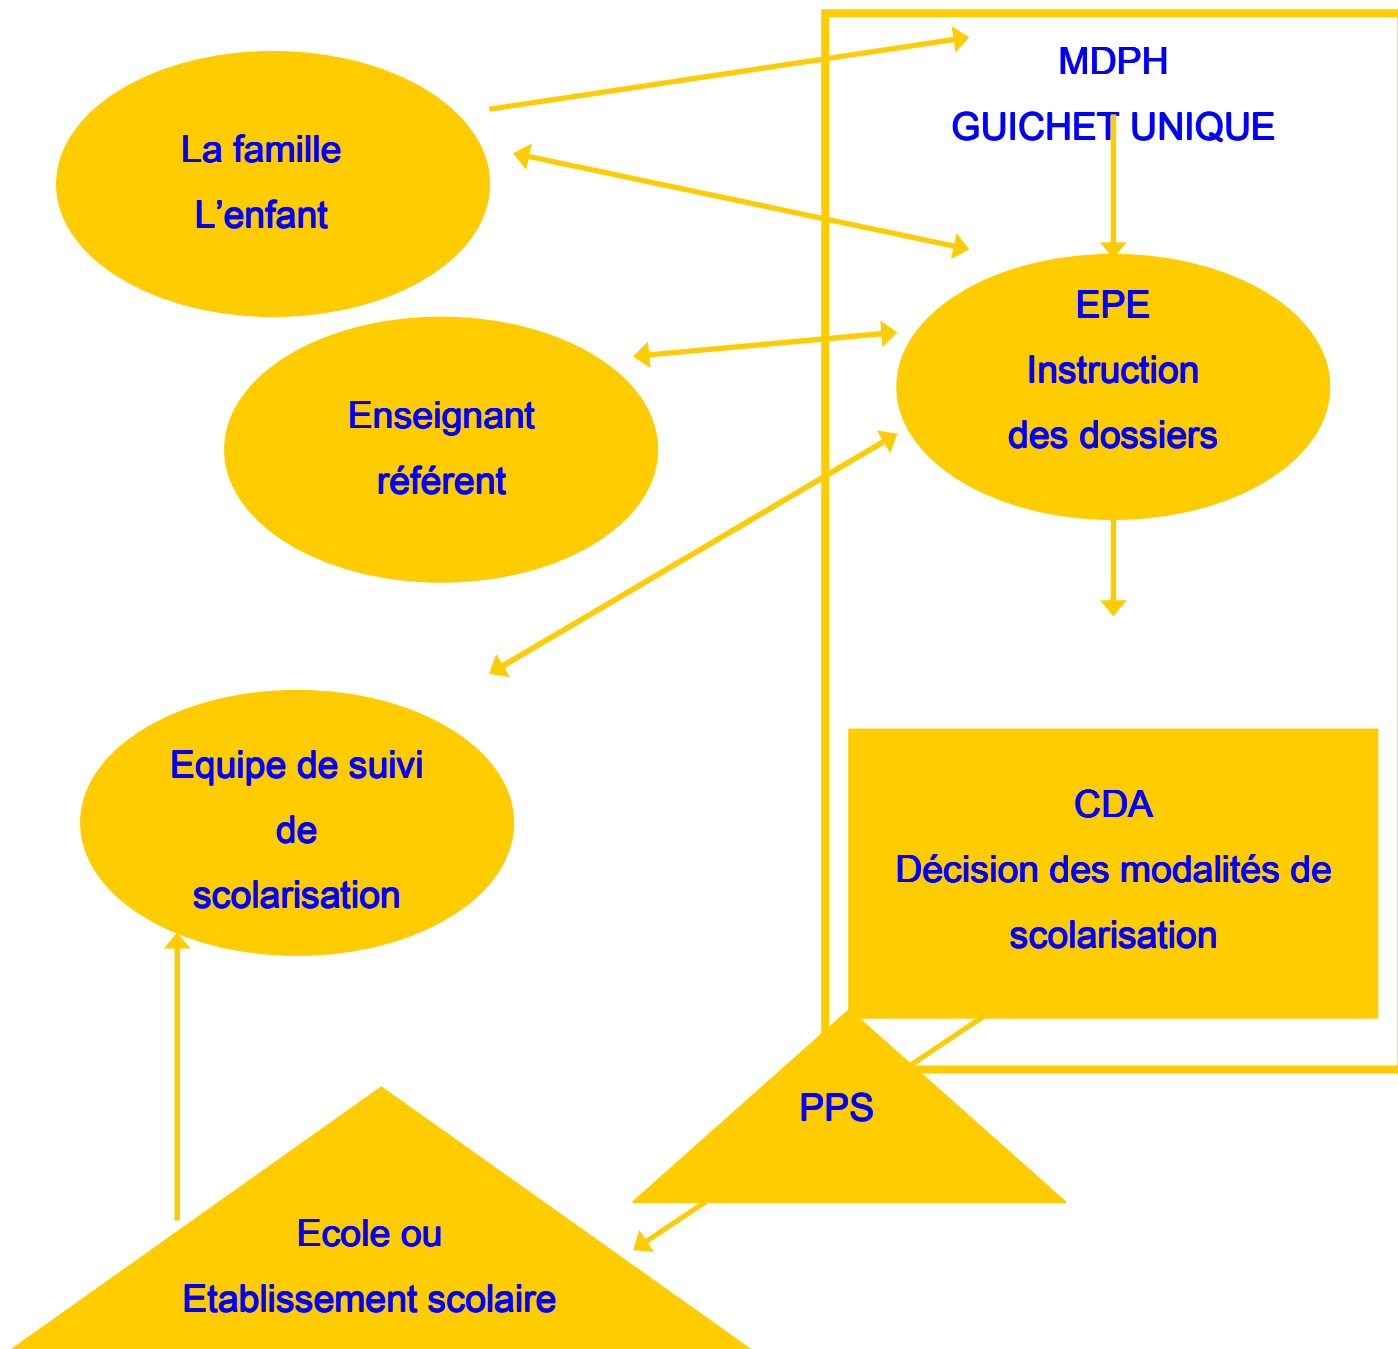 MDPH
GUICHET UNIQUE
La famille
L’enfant
EPE
Instruction
des dossiers
Enseignant
référent
Equipe de suivi
de
scolarisation
CDA
Décision des modalités de
scolarisation
PPS
Ecole ou
Etablissement scolaire